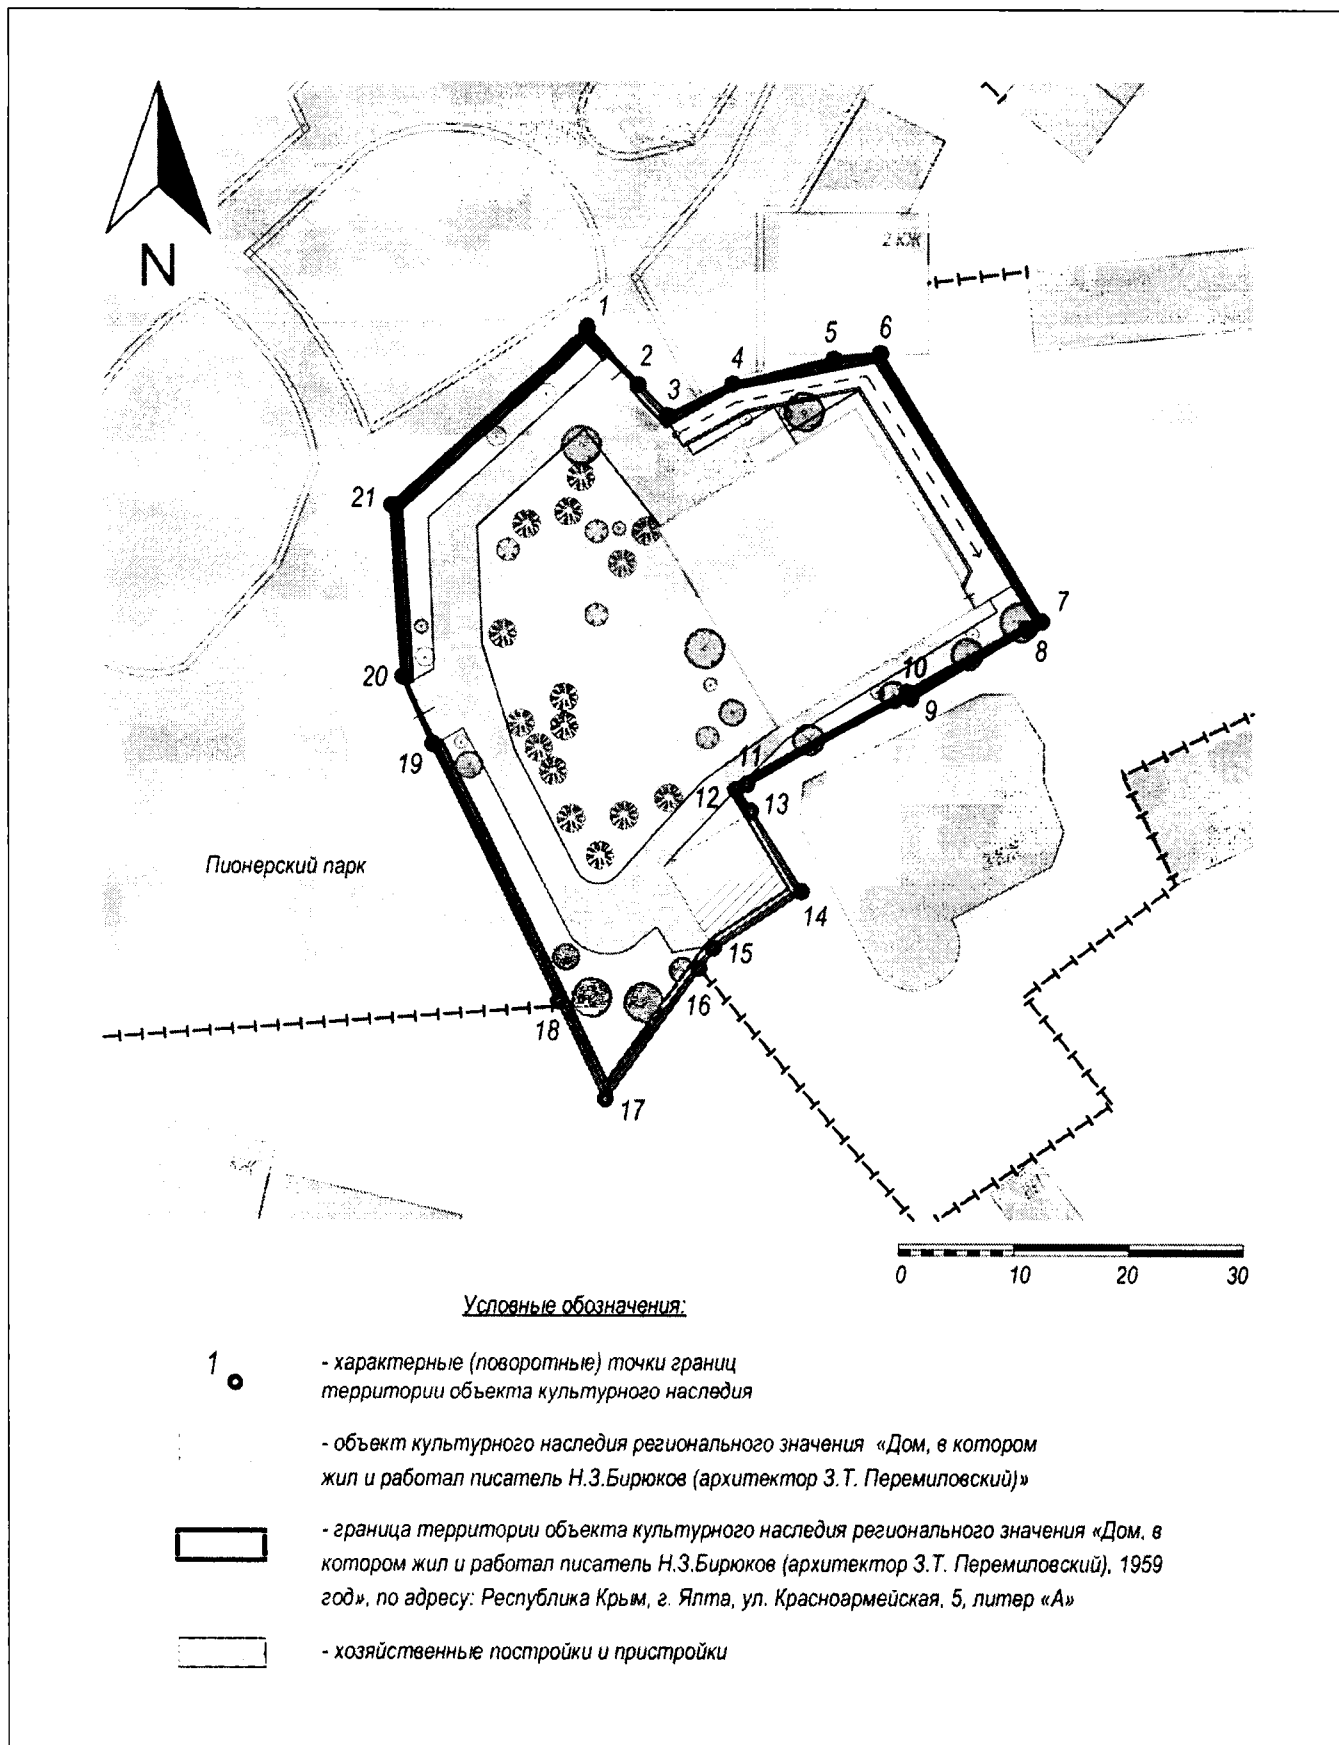 N
2 КЖ
1
2
3
4
5
6
7
8
9
10
11
12
13
14
15
16
17
18
19
20
21
Пионерский парк
0 10 20 30
Условные обозначения:
1 - характерные (поворотные) точки границ
территории объекта культурного наследия
- объект культурного наследия регионального значения «Дом, в котором
жил и работал писатель Н.З.Бирюков (архитектор З.Т. Перемиловский)»
- граница территории объекта культурного наследия регионального значения «Дом, в
котором жил и работал писатель Н.З.Бирюков (архитектор З.Т. Перемиловский), 1959
год», по адресу: Республика Крым, г. Ялта, ул. Красноармейская, 5, литер «А»
- хозяйственные постройки и пристройки